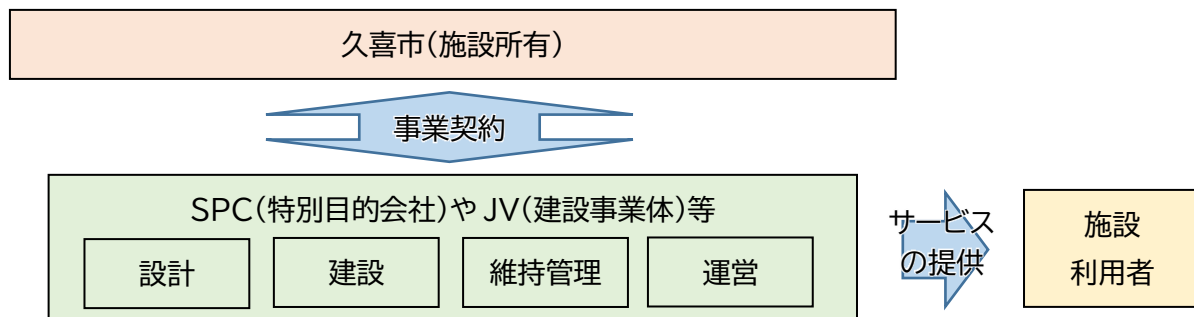 久喜市(施設所有)
事業契約
SPC(特別目的会社)や JV(建設事業体)等
設計
建設
維持管理
運営
サービス
の提供
施設
利用者